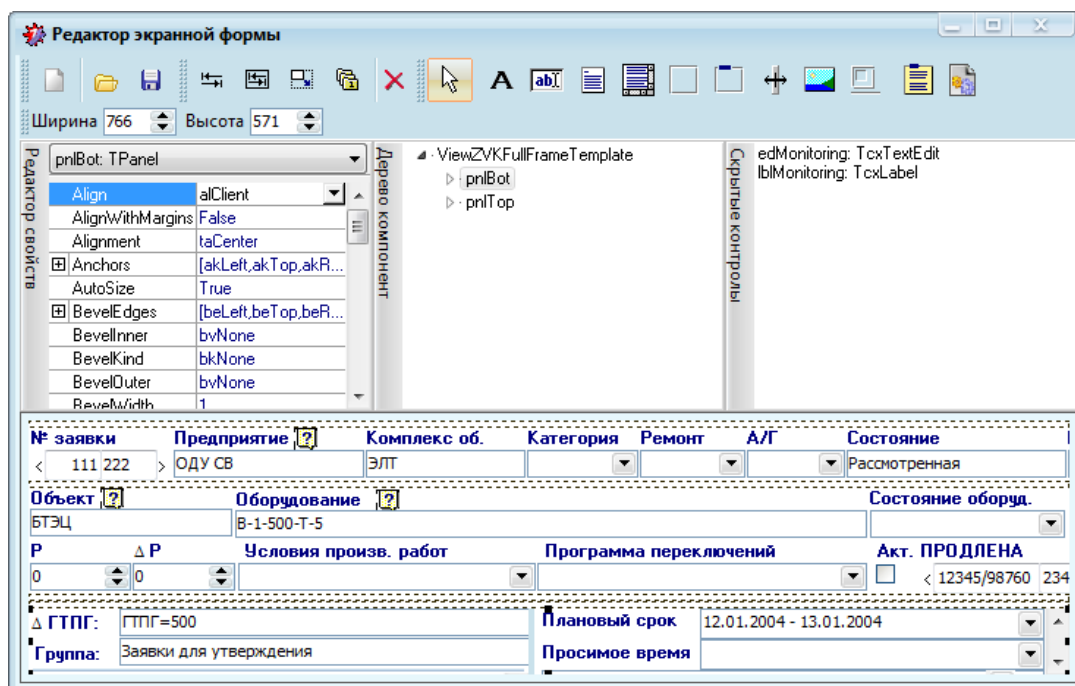 Редактор экранной формы
A ab
Ширина 766 Высота 571
Редактор свойств
pnlBot: TPanel
Align alClient
AlignWithMargins False
Alignment taCenter
Anchors [akLeft,akTop,akR...
AutoSize True
BevelEdges [beLeft,beTop,beR...
BevelInner bvNone
BevelKind bkNone
BevelOuter bvNone
BevelWidth 1
Дерево компонент
ViewZVKFullFrameTemplate
pnlBot
pnlTop
Скрытые контролы
edMonitoring: TcxTextEdit
lblMonitoring: TcxLabel
№ заявки Предприятие ? Комплекс об. Категория Ремонт А/Г Состояние
< 111 222 > ОДУ СВ ЭЛТ Рассмотренная
Объект ? Оборудование ? Состояние оборуд.
БТЭЦ В-1-500-Т-5
P Δ P Условия произв. работ Программа переключений Акт. ПРОДЛЕНА
0 0 < 12345/98760 234
Δ ГТПГ: ГТПГ=500 Плановый срок 12.01.2004 - 13.01.2004
Группа: Заявки для утверждения Просимое время